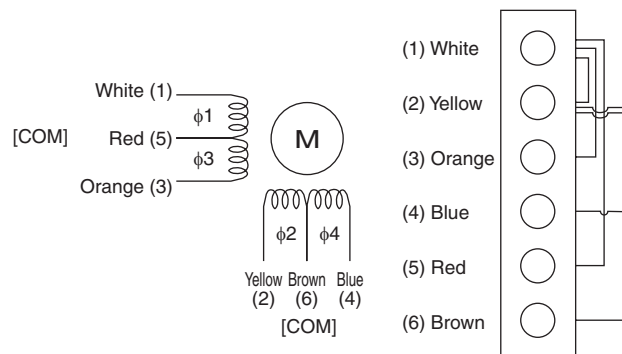 White (1)
ϕ1
[COM]
Red (5)
ϕ3
Orange (3)
M
ϕ2
ϕ4
Yellow
(2)
Brown
(6)
Blue
(4)
[COM]
(1) White
(2) Yellow
(3) Orange
(4) Blue
(5) Red
(6) Brown